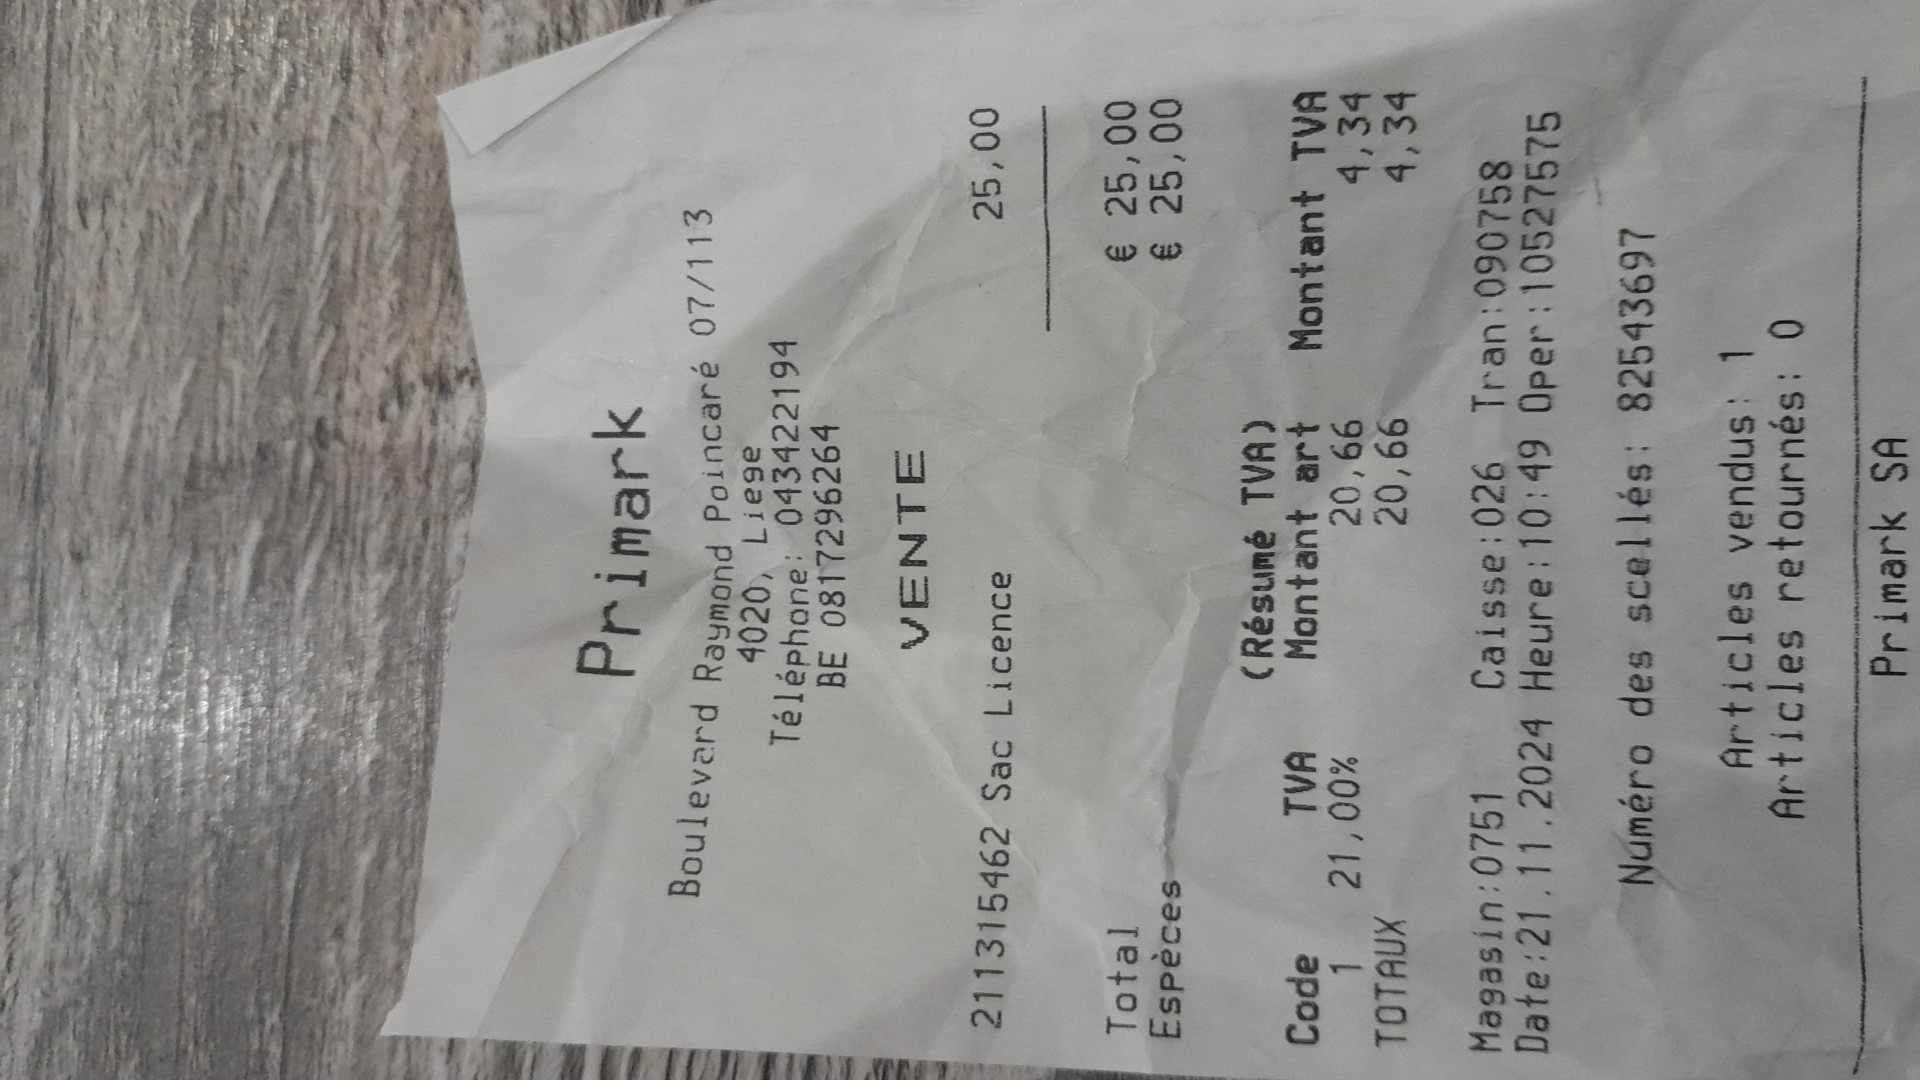 Primark
Boulevard Raymond Poincaré 07/113
4020, Liege
Téléphone: 043422194
BE 0817296264
VENTE
211315462 Sac Licence 25,00
Total € 25,00
Espèces € 25,00
(Résumé TVA)
Code TVA Montant art Montant TVA
1 21,00% 20,66 4,34
TOTAUX 20,66 4,34
Magasin:0751 Caisse:026 Tran:090758
Date:21.11.2024 Heure:10:49 Oper:10527575
Numéro des scellés: 82543697
Articles vendus: 1
Articles retournés: 0
Primark SA